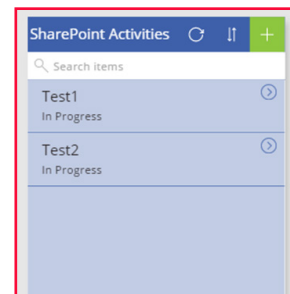 SharePoint Activities
Search items
Test1
In Progress
Test2
In Progress